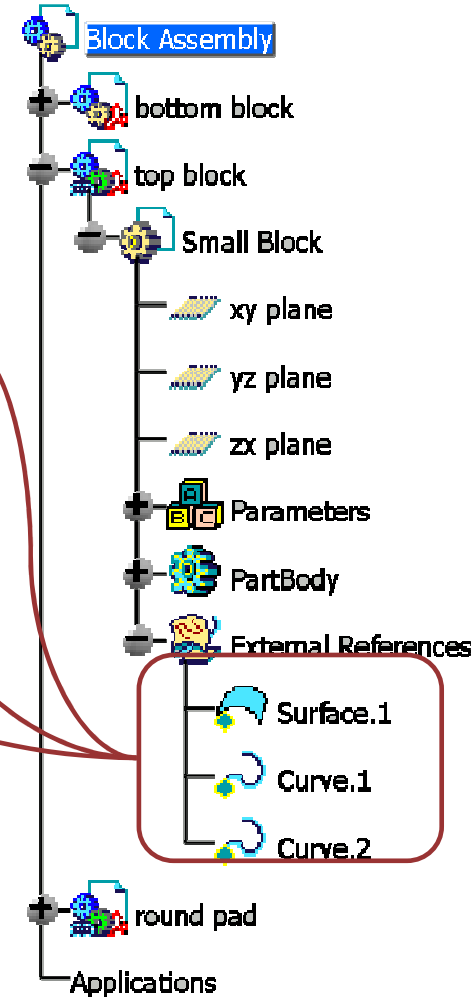 Block Assembly
bottom block
top block
Small Block
xy plane
yz plane
zx plane
A
B C
Parameters
PartBody
External References
Surface.1
Curve.1
Curve.2
round pad
Applications